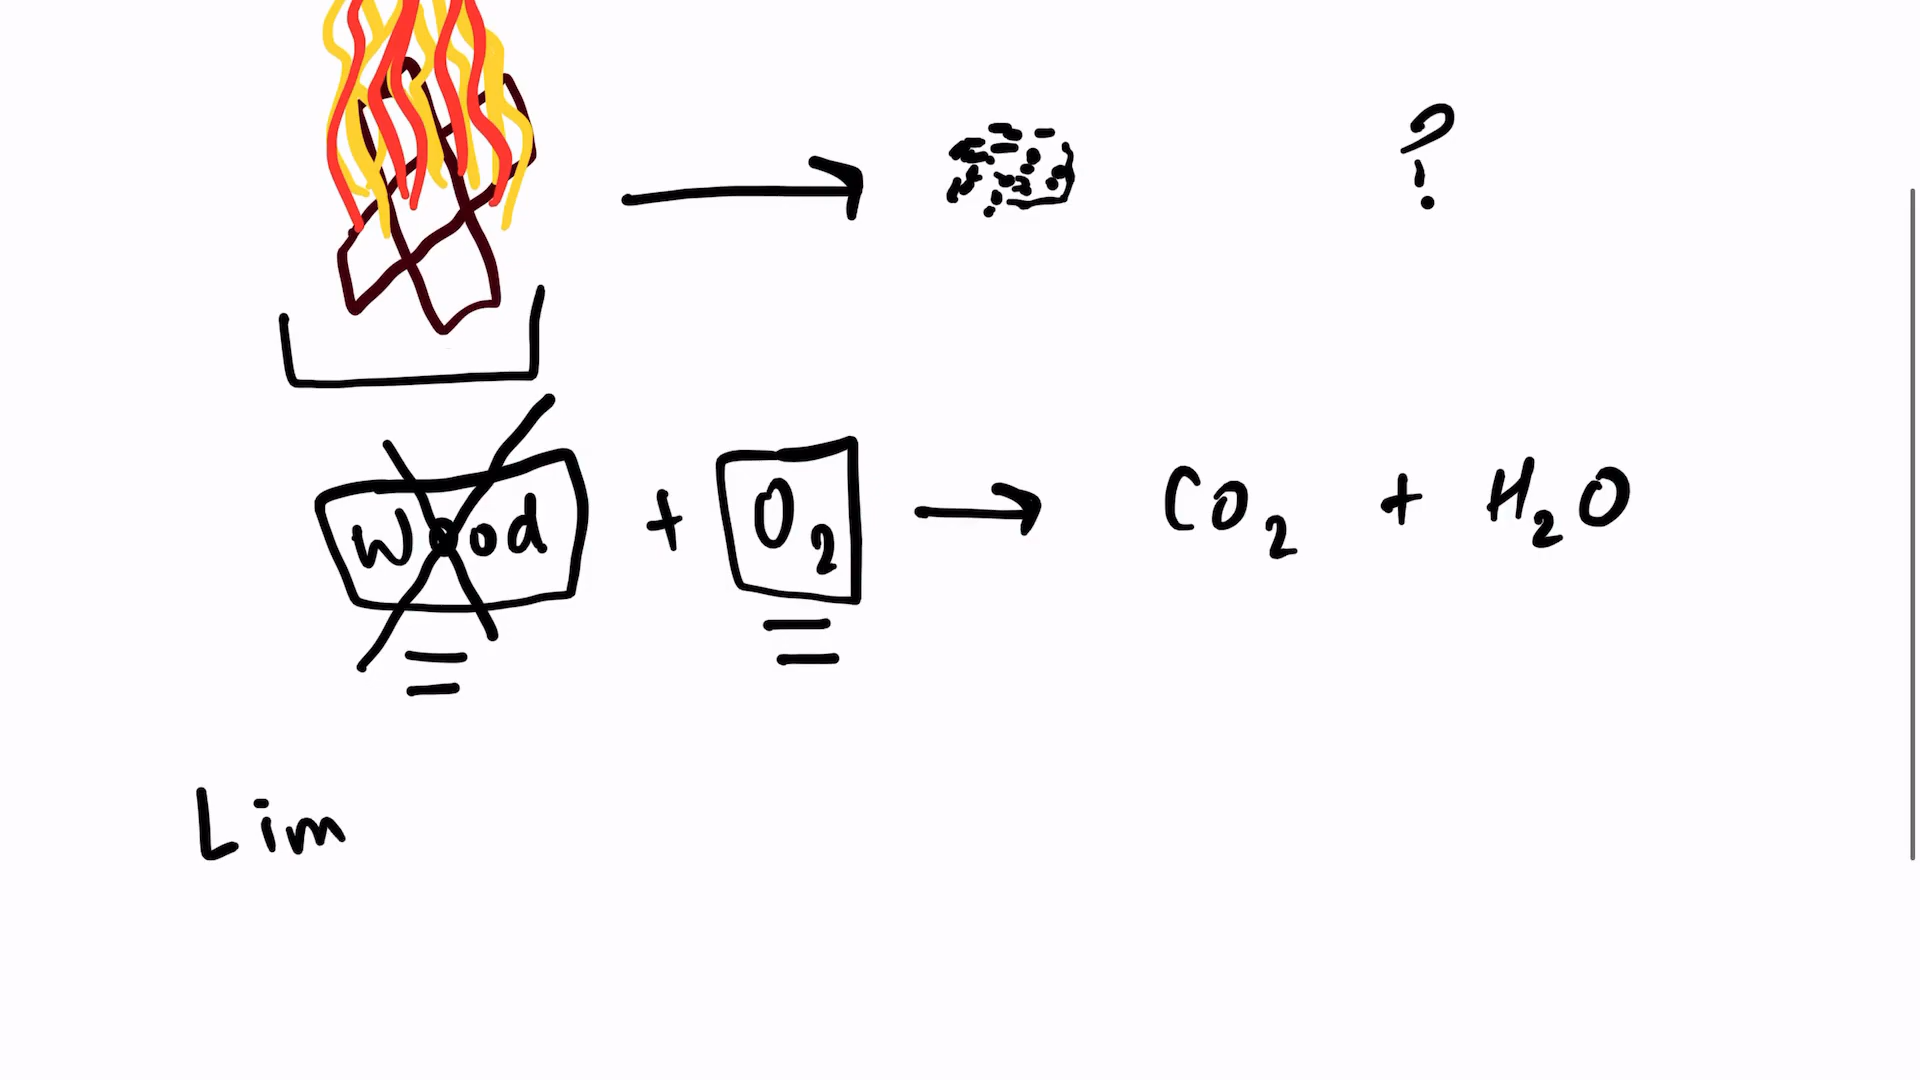 ?
Wood + O₂ → CO₂ + H₂O
Lim